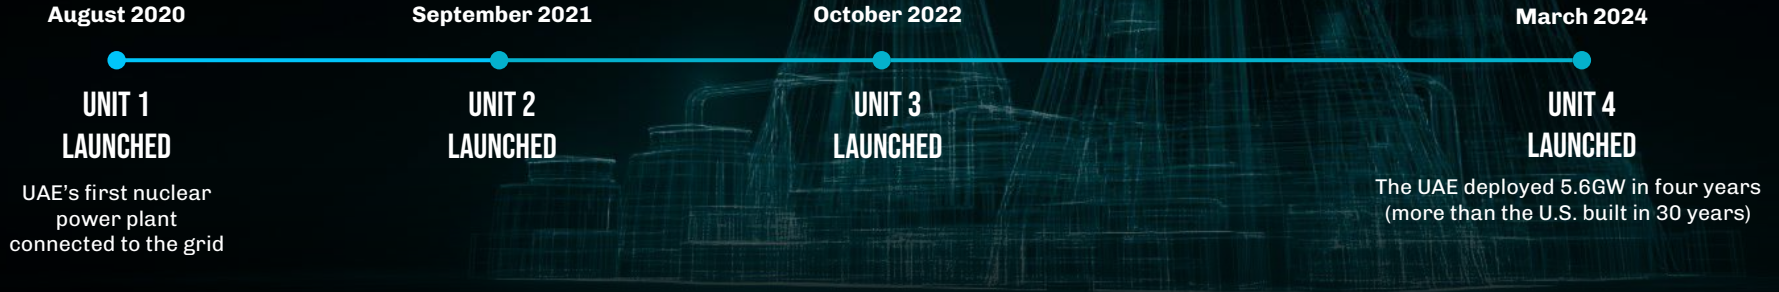 August 2020
UNIT 1
LAUNCHED
UAE's first nuclear
power plant
connected to the grid
September 2021
UNIT 2
LAUNCHED
October 2022
UNIT 3
LAUNCHED
March 2024
UNIT 4
LAUNCHED
The UAE deployed 5.6GW in four years
(more than the U.S. built in 30 years)